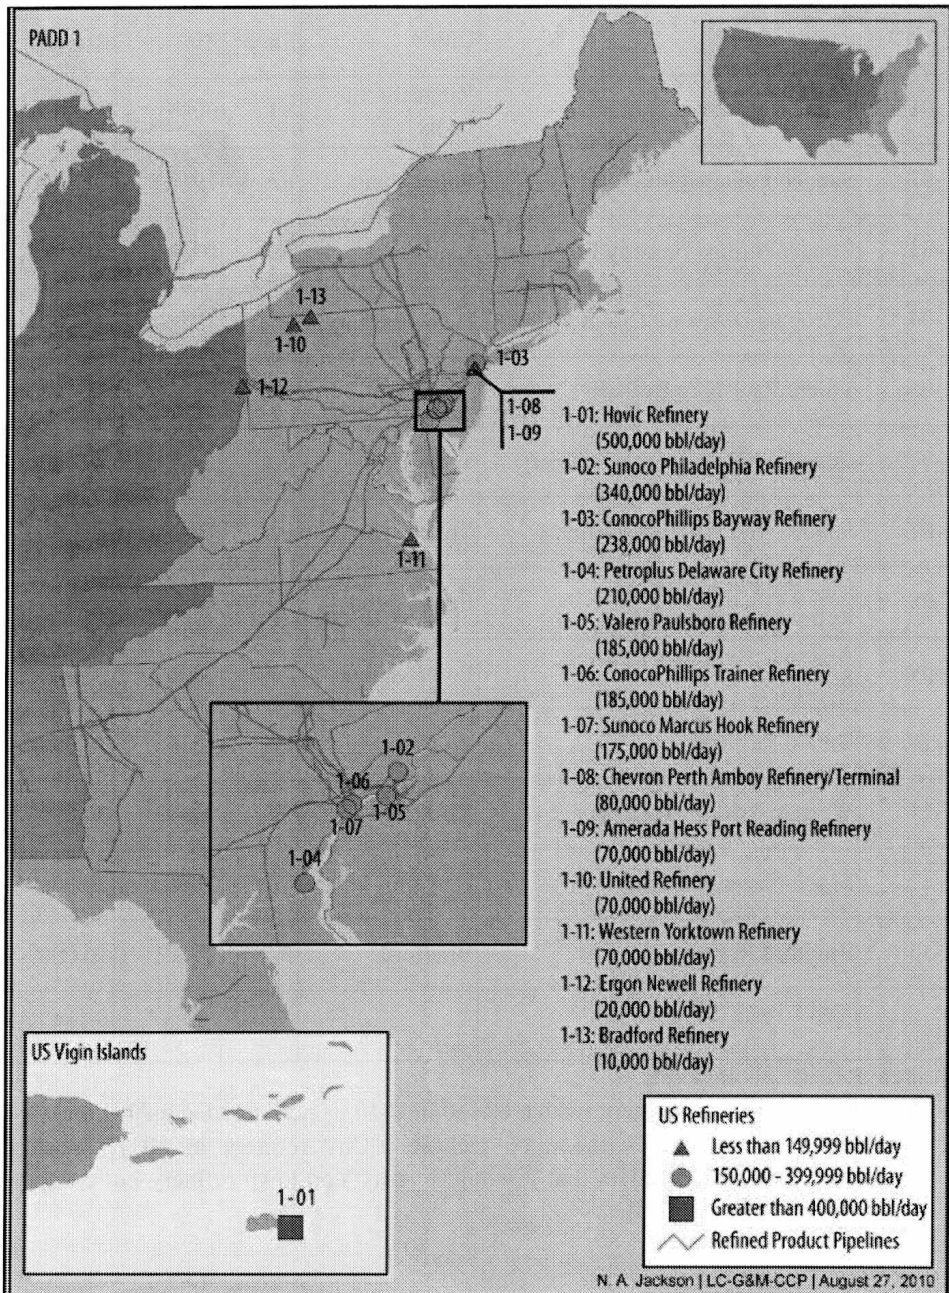 PADD 1
1-13
1-10
1-03
1-12
1-08
1-09
1-11
1-01: Hovic Refinery
(500,000 bbl/day)
1-02: Sunoco Philadelphia Refinery
(340,000 bbl/day)
1-03: ConocoPhillips Bayway Refinery
(238,000 bbl/day)
1-04: Petroplus Delaware City Refinery
(210,000 bbl/day)
1-05: Valero Paulsboro Refinery
(185,000 bbl/day)
1-06: ConocoPhillips Trainer Refinery
(185,000 bbl/day)
1-07: Sunoco Marcus Hook Refinery
(175,000 bbl/day)
1-08: Chevron Perth Amboy Refinery/Terminal
(80,000 bbl/day)
1-09: Amerada Hess Port Reading Refinery
(70,000 bbl/day)
1-10: United Refinery
(70,000 bbl/day)
1-11: Western Yorktown Refinery
(70,000 bbl/day)
1-12: Ergon Newell Refinery
(20,000 bbl/day)
1-13: Bradford Refinery
(10,000 bbl/day)
1-02
1-06
1-05
1-07
1-04
US Vigin Islands
1-01
US Refineries
Less than 149,999 bbl/day
150,000 - 399,999 bbl/day
Greater than 400,000 bbl/day
Refined Product Pipelines
N. A. Jackson | LC-G&M-CCP | August 27, 2010